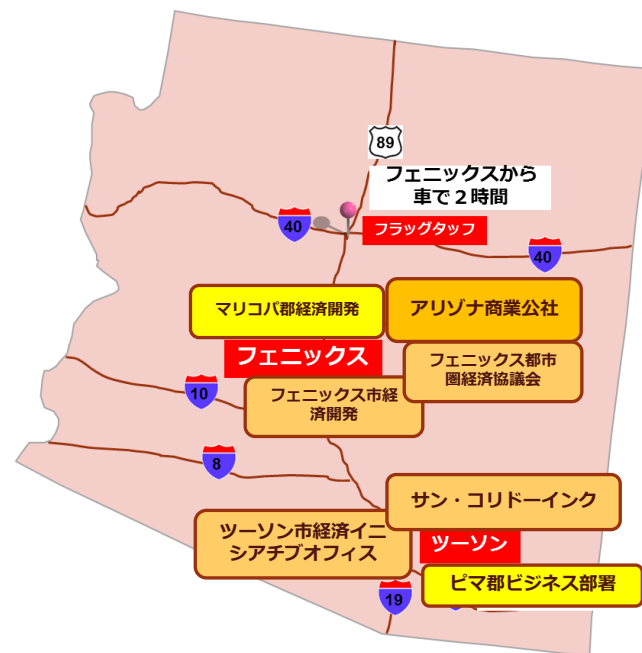 89
フェニックスから
車で２時間
40
フラッグタッフ
40
マリコパ郡経済開発
アリゾナ商業公社
フェニックス
フェニックス都市
圏経済協議会
10
フェニックス市経
済開発
8
サン・コリドーインク
ツーソン市経済イニ
シアチブオフィス
ツーソン
ピマ郡ビジネス部署
19